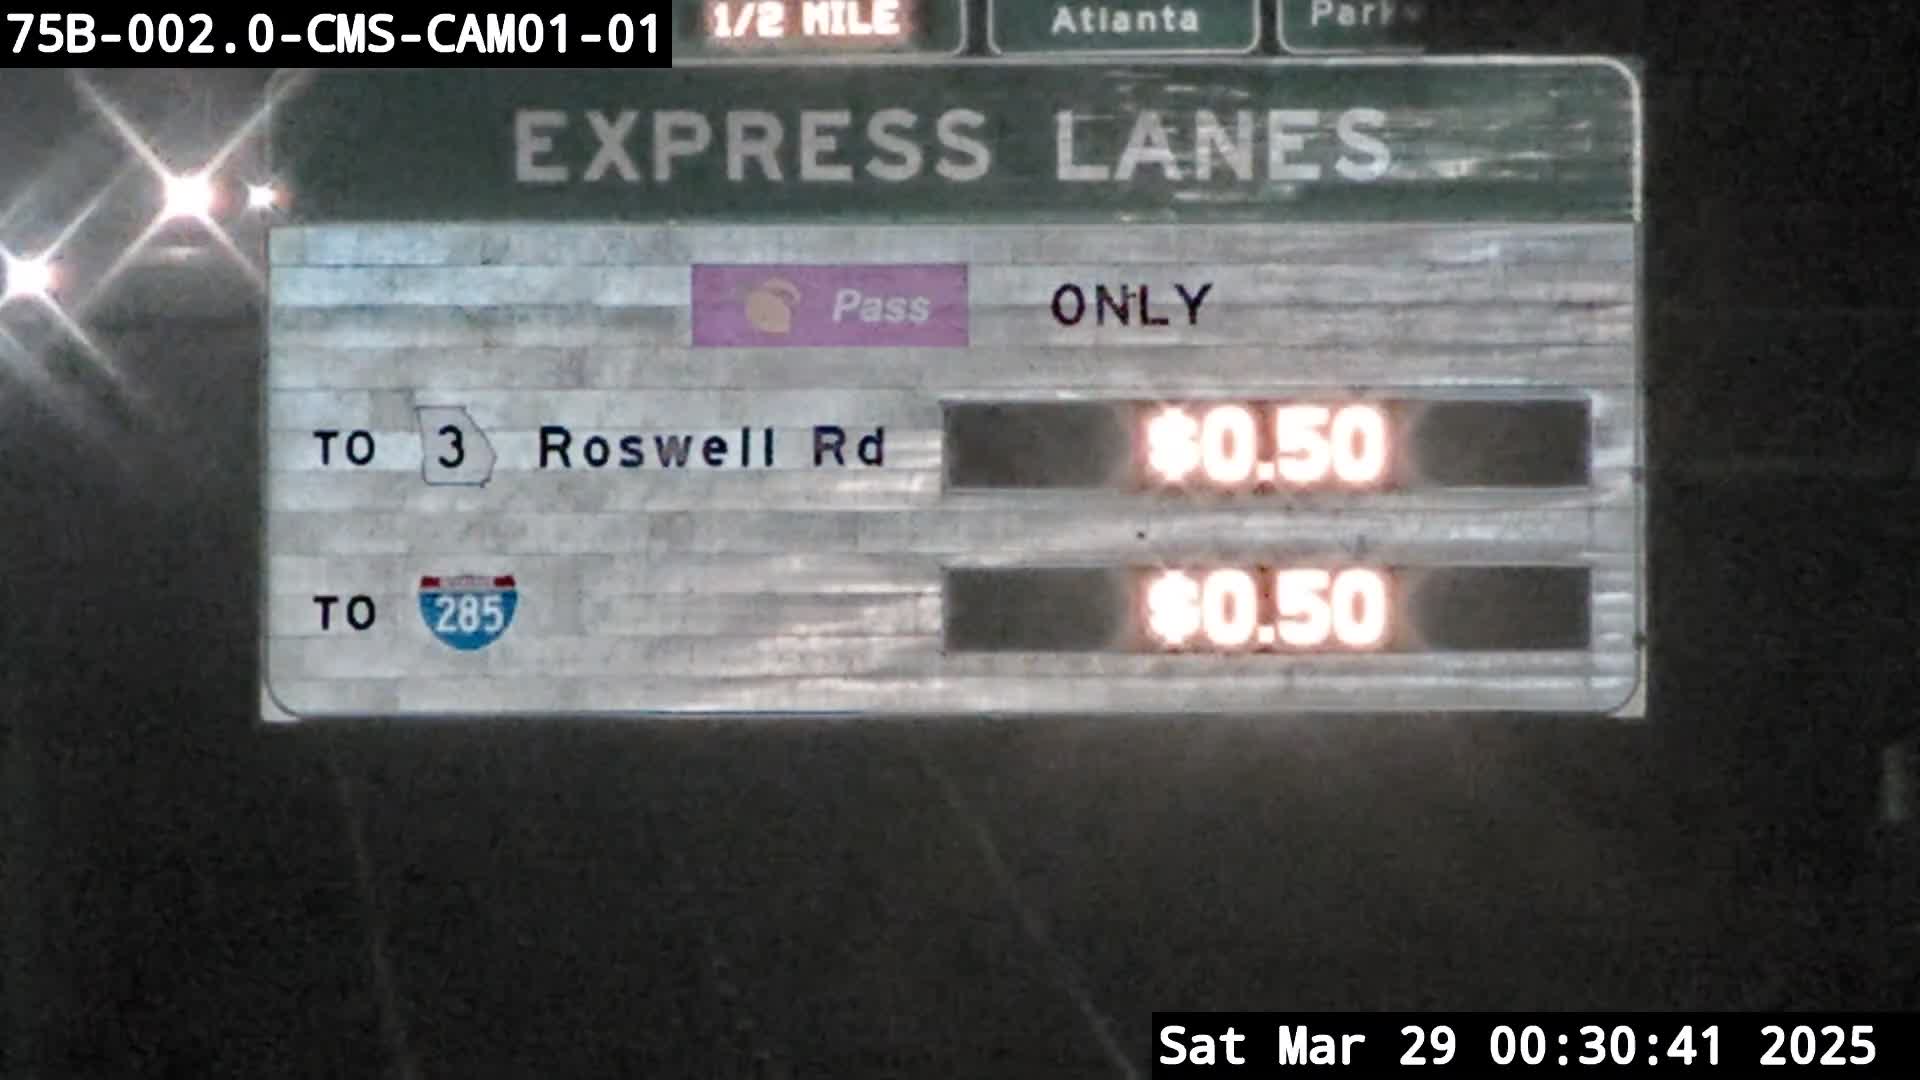 75B-002.0-CMS-CAM01-01
1/2 MILE
Atlanta
EXPRESS LANES
Pass ONLY
TO 3 Roswell Rd $0.50
TO 285 $0.50
Sat Mar 29 00:30:41 2025